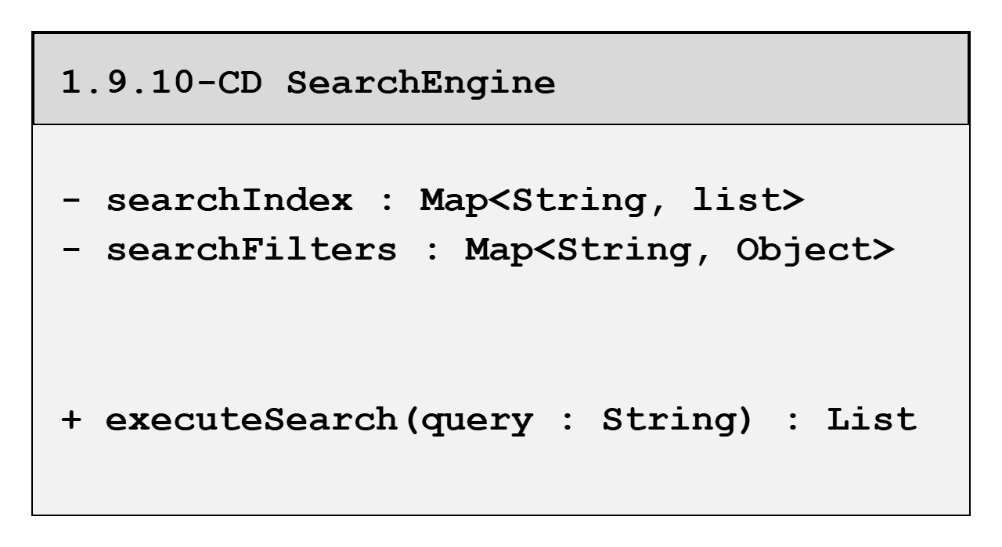 1.9.10-CD SearchEngine
- searchIndex : Map<String, list>
- searchFilters : Map<String, Object>
+ executeSearch(query : String) : List